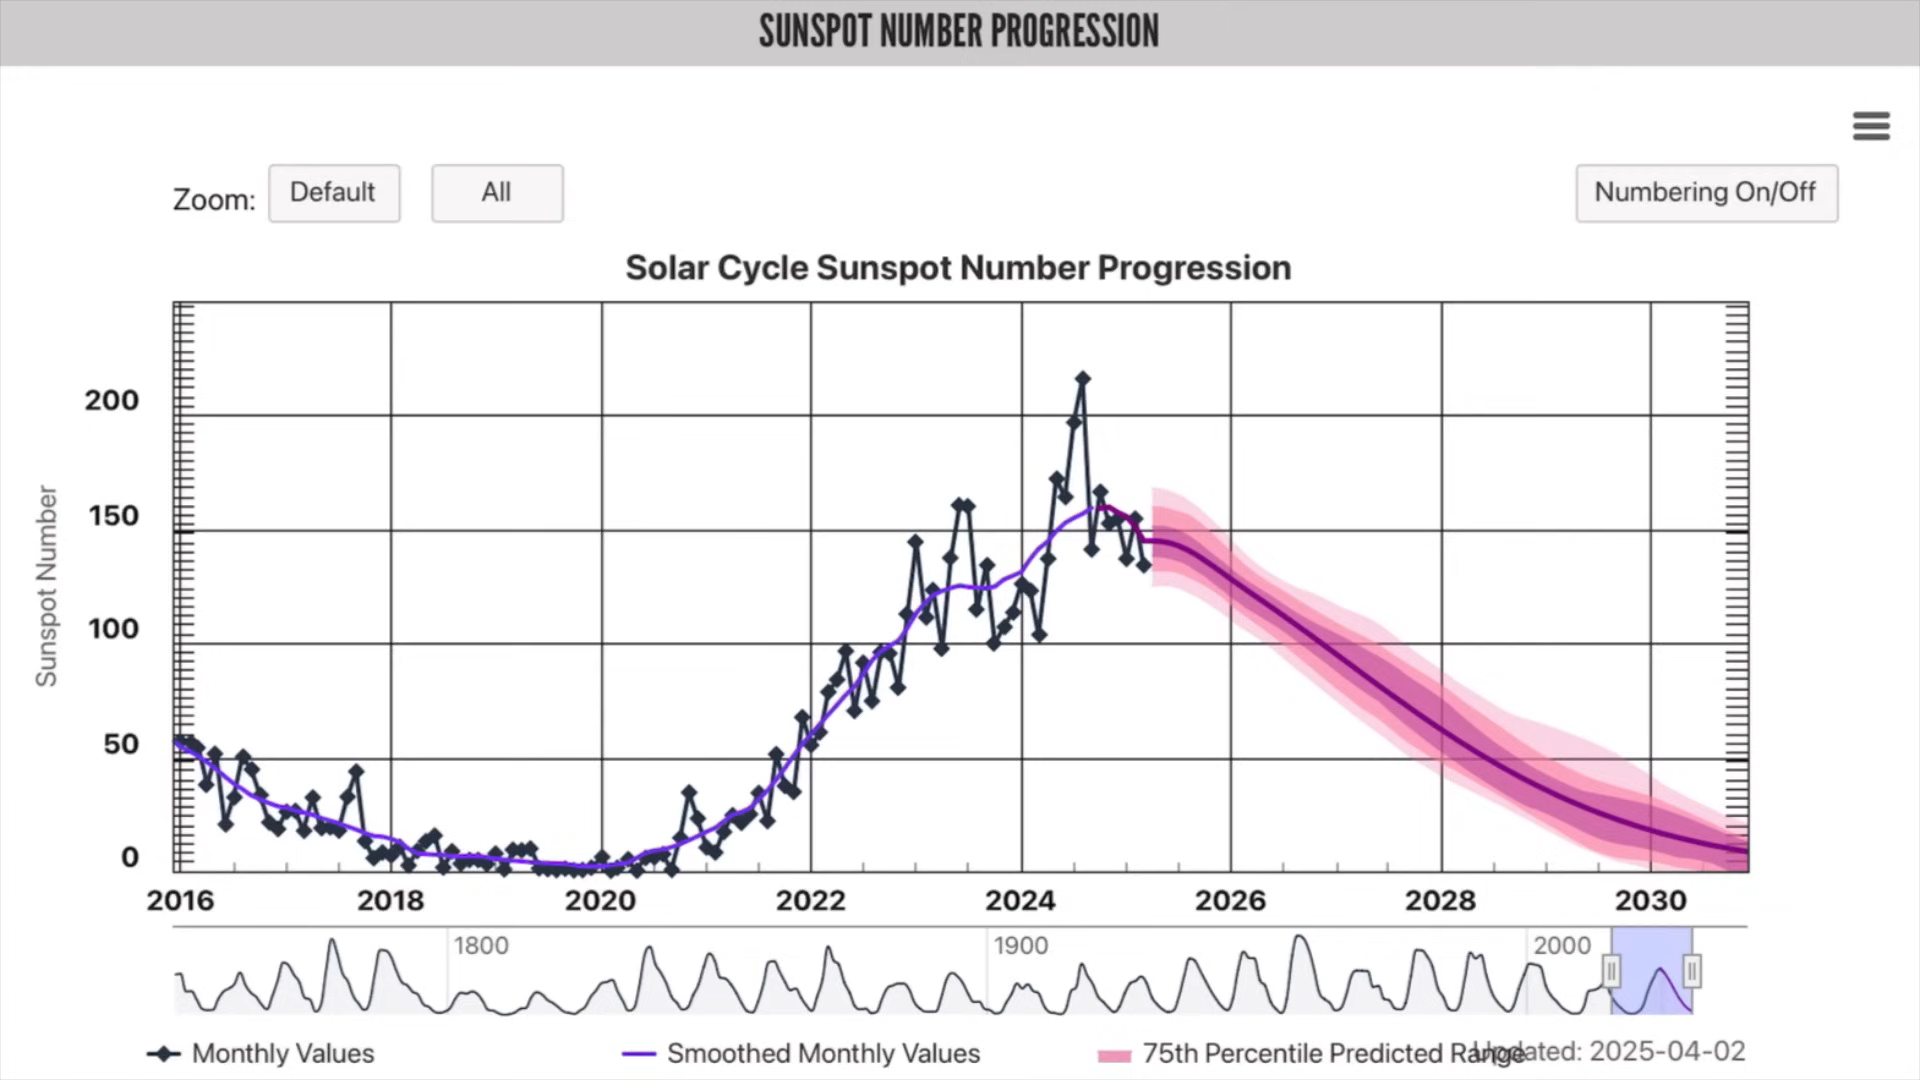 SUNSPOT NUMBER PROGRESSION
Zoom: Default All Numbering On/Off
Solar Cycle Sunspot Number Progression
Sunspot Number
200
150
100
50
0
2016 2018 2020 2022 2024 2026 2028 2030
1800 1900 2000
Monthly Values Smoothed Monthly Values 75th Percentile Predicted Range Updated: 2025-04-02